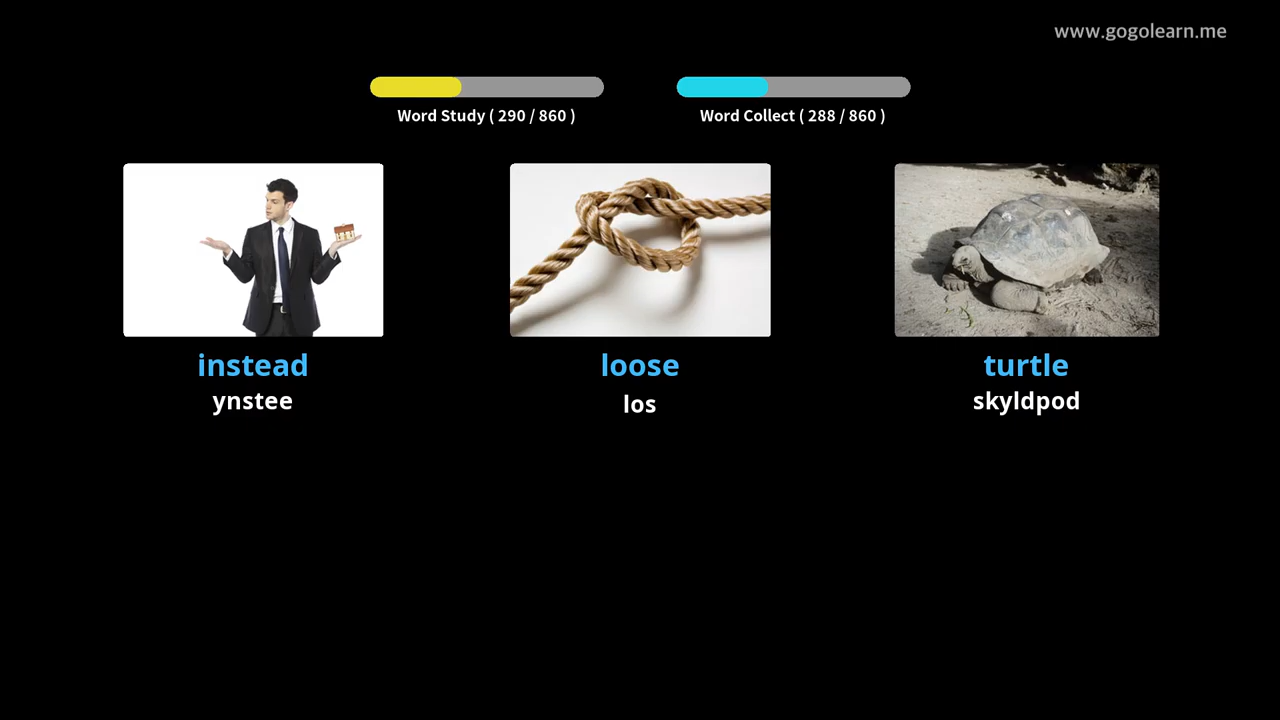 www.gogolearn.me
Word Study ( 290 / 860 )
Word Collect ( 288 / 860 )
instead
ynstee
loose
los
turtle
skyldpod